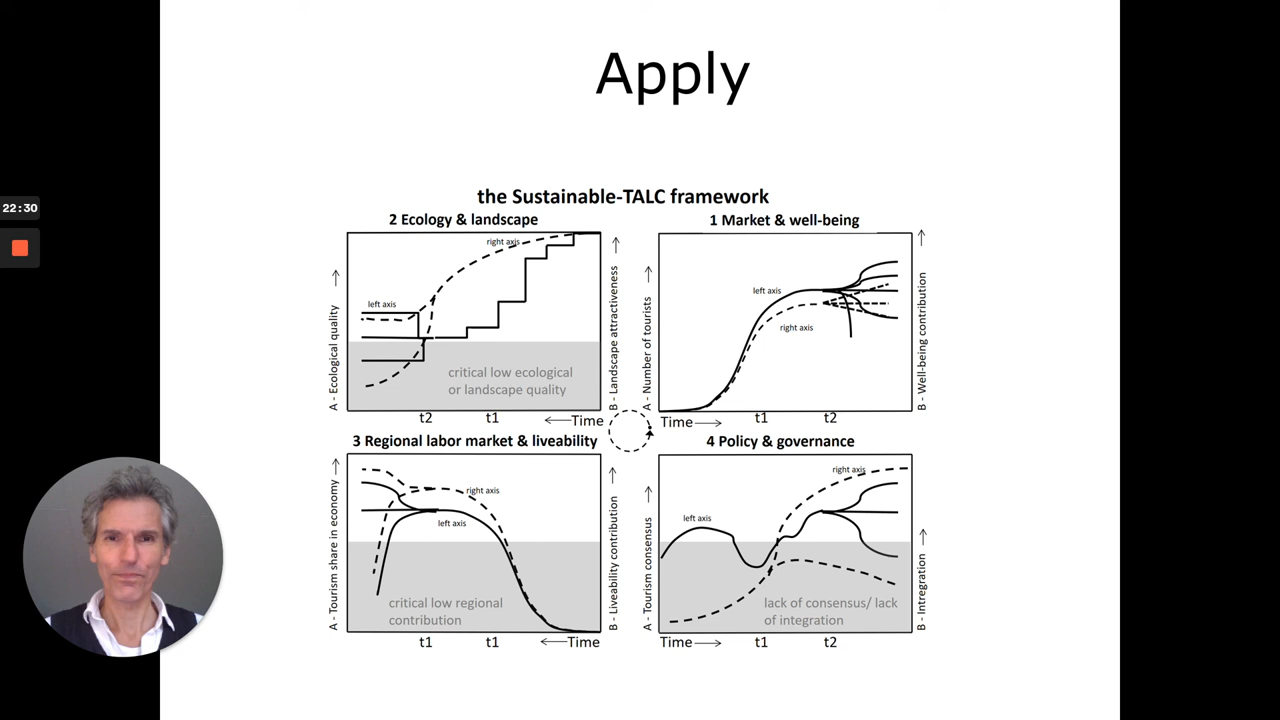 Apply
22:30
the Sustainable-TALC framework
2 Ecology & landscape
right axis
left axis
A - Ecological quality
B - Landscape attractiveness
critical low ecological
or landscape quality
t2
t1
Time
1 Market & well-being
left axis
right axis
A - Number of tourists
B - Well-being contribution
Time
t1
t2
3 Regional labor market & liveability
right axis
left axis
A - Tourism share in economy
B - Liveability contribution
critical low regional
contribution
t1
t1
Time
4 Policy & governance
right axis
left axis
A - Tourism consensus
B - Intregration
lack of consensus/ lack
of integration
Time
t1
t2